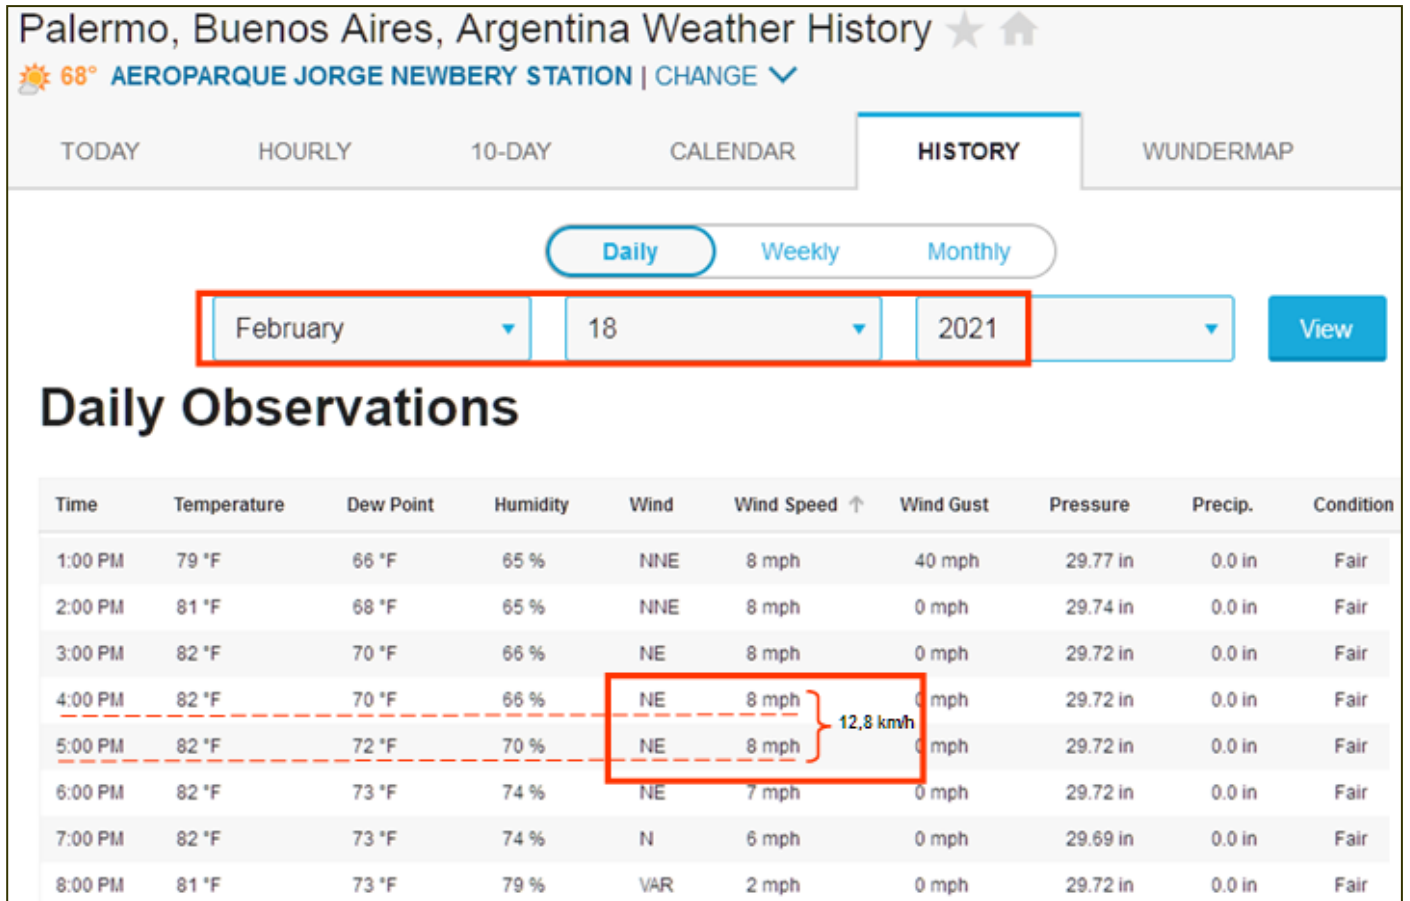 Palermo, Buenos Aires, Argentina Weather History
68° AEROPARQUE JORGE NEWBERY STATION | CHANGE
TODAY HOURLY 10-DAY CALENDAR HISTORY WUNDERMAP
Daily Weekly Monthly
February 18 2021 View
Daily Observations
Time Temperature Dew Point Humidity Wind Wind Speed Wind Gust Pressure Precip. Condition
1:00 PM 79 °F 66 °F 65 % NNE 8 mph 40 mph 29.77 in 0.0 in Fair
2:00 PM 81 °F 68 °F 65 % NNE 8 mph 0 mph 29.74 in 0.0 in Fair
3:00 PM 82 °F 70 °F 66 % NE 8 mph 0 mph 29.72 in 0.0 in Fair
4:00 PM 82 °F 70 °F 66 % NE 8 mph 0 mph 29.72 in 0.0 in Fair
12,8 km/h
5:00 PM 82 °F 72 °F 70 % NE 8 mph 0 mph 29.72 in 0.0 in Fair
6:00 PM 82 °F 73 °F 74 % NE 7 mph 0 mph 29.72 in 0.0 in Fair
7:00 PM 82 °F 73 °F 74 % N 6 mph 0 mph 29.69 in 0.0 in Fair
8:00 PM 81 °F 73 °F 79 % VAR 2 mph 0 mph 29.72 in 0.0 in Fair